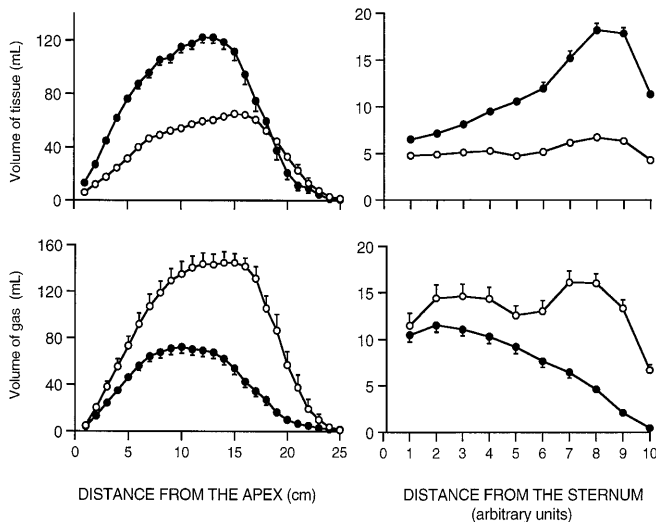 Volume of tissue (mL)
120
80
40
0
20
15
10
5
0
Volume of gas (mL)
160
120
80
40
0
0 5 10 15 20 25
20
15
10
5
0
0 1 2 3 4 5 6 7 8 9 10
DISTANCE FROM THE APEX (cm)
DISTANCE FROM THE STERNUM
(arbitrary units)